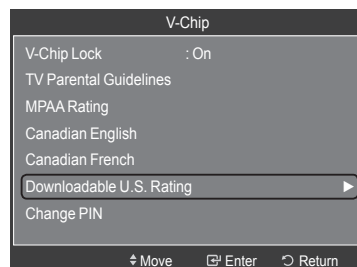 V-Chip
V-Chip Lock : On
TV Parental Guidelines
MPAA Rating
Canadian English
Canadian French
Downloadable U.S. Rating
Change PIN
Move Enter Return